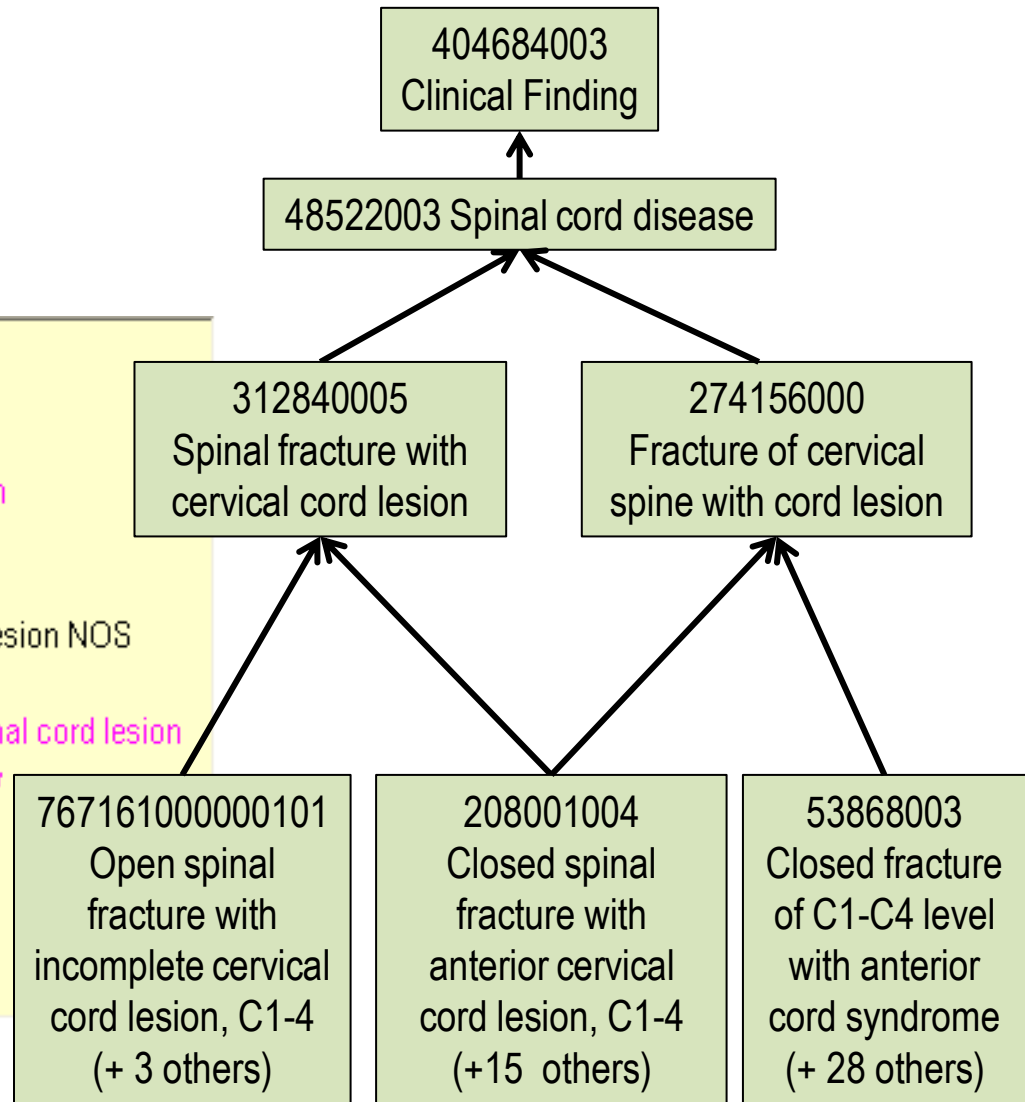 404684003
Clinical Finding
48522003 Spinal cord disease
312840005
Spinal fracture with
cervical cord lesion
274156000
Fracture of cervical
spine with cord lesion
NOS
cord lesion
767161000000101
Open spinal
fracture with
incomplete cervical
cord lesion, C1-4
(+ 3 others)
208001004
Closed spinal
fracture with
anterior cervical
cord lesion, C1-4
(+15 others)
53868003
Closed fracture
of C1-C4 level
with anterior
cord syndrome
(+ 28 others)